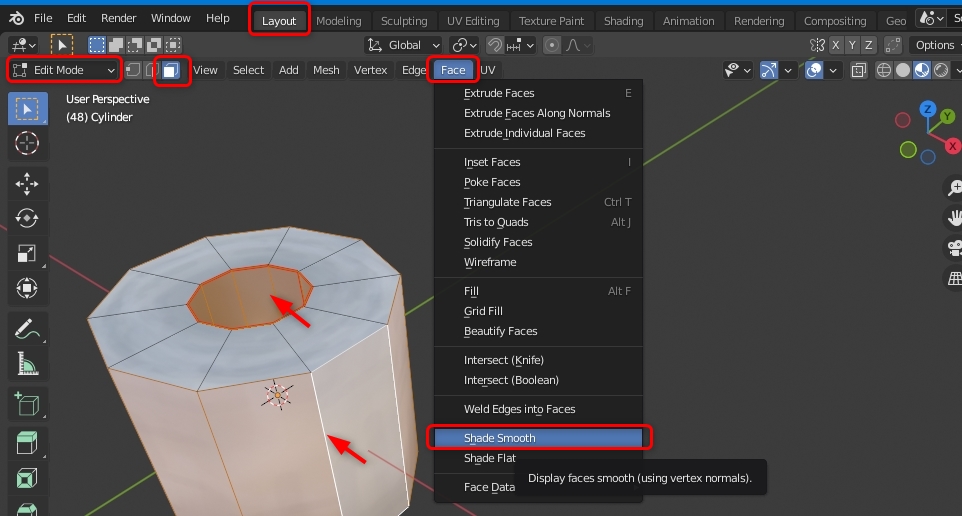 File Edit Render Window Help Layout Modeling Sculpting UV Editing Texture Paint Shading Animation Rendering Compositing Geo
Global X Y Z Options
Edit Mode View Select Add Mesh Vertex Edge Face UV
User Perspective
(48) Cylinder
Extrude Faces E
Extrude Faces Along Normals
Extrude Individual Faces
Inset Faces I
Poke Faces
Triangulate Faces Ctrl T
Tris to Quads Alt J
Solidify Faces
Wireframe
Fill Alt F
Grid Fill
Beautify Faces
Intersect (Knife)
Intersect (Boolean)
Weld Edges into Faces
Shade Smooth
Shade Flat
Face Data
Display faces smooth (using vertex normals).
Z
Y
X